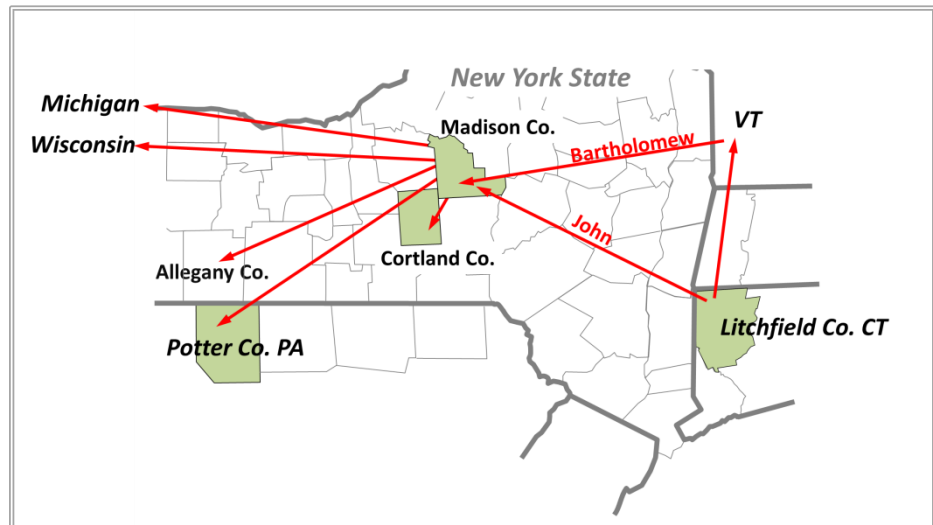 New York State
Michigan
Wisconsin
Madison Co.
VT
Bartholomew
John
Cortland Co.
Allegany Co.
Litchfield Co. CT
Potter Co. PA